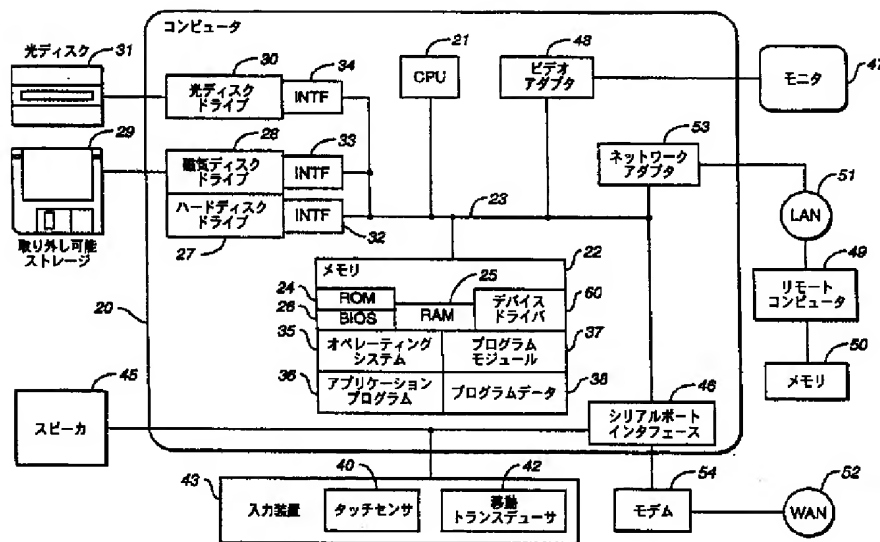 コンピュータ
光ディスク
31
30
光ディスク
ドライブ
34
INTF
21
CPU
48
ビデオ
アダプタ
モニタ
47
29
取り外し可能
ストレージ
28
磁気ディスク
ドライブ
33
INTF
ハードディスク
ドライブ
27
INTF
32
23
53
ネットワーク
アダプタ
51
LAN
49
リモート
コンピュータ
50
メモリ
20
メモリ
22
24
ROM
25
RAM
26
BIOS
デバイス
ドライバ
60
35
オペレーティング
システム
プログラム
モジュール
37
36
アプリケーション
プログラム
プログラムデータ
38
45
スピーカ
46
シリアルポート
インタフェース
43
入力装置
40
タッチセンサ
42
移動
トランスデューサ
54
モデム
52
WAN